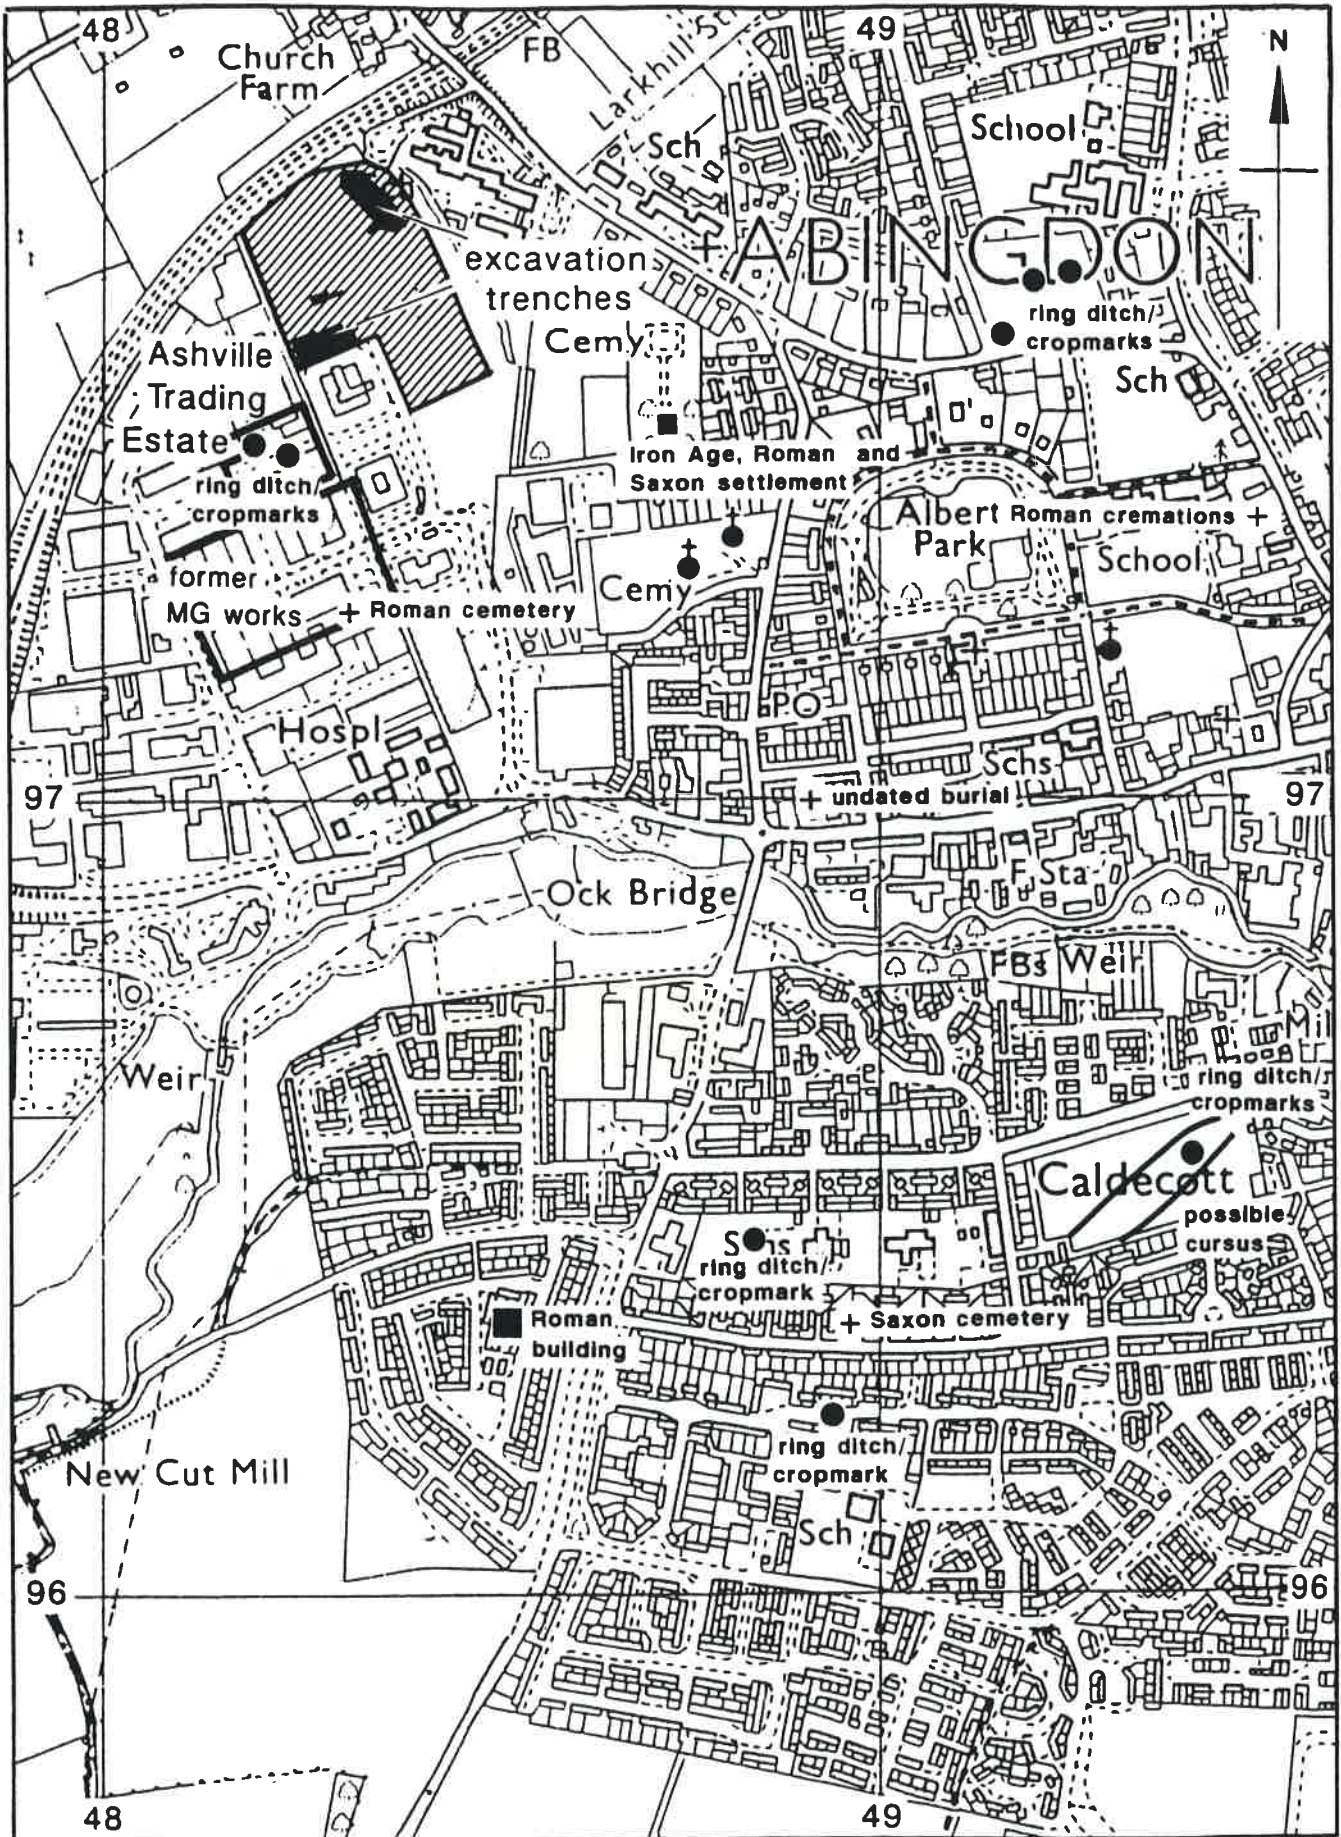 48
49
N
Church
Farm
FB
Larkhill St
Sch
School
ABINGDON
excavation
trenches
Cemy
ring ditch/
cropmarks
Ashville
Trading
Estate
Sch
Iron Age, Roman and
Saxon settlement
ring ditch/
cropmarks
Albert
Park
Roman cremations
School
former
MG works
Roman cemetery
Cemy
PO
Hospl
Schs
97
undated burial
97
Ock Bridge
F Sta
FBs
Weir
Mil
Weir
ring ditch/
cropmarks
Caldecott
possible
cursus
ring ditch/
cropmark
Roman
building
Saxon cemetery
ring ditch/
cropmark
New Cut Mill
Sch
96
96
48
49